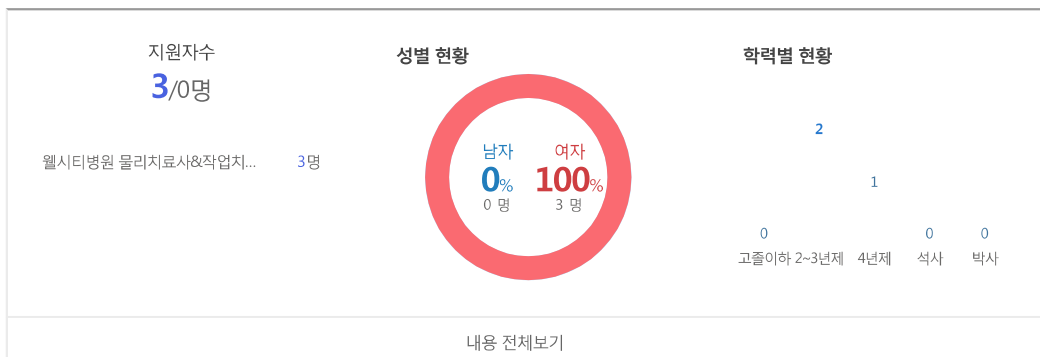 지원자수
3/0명
웰시티병원 물리치료사&작업치... 3명
성별 현황
남자 여자
0% 100%
0 명 3 명
학력별 현황
2
1
0 0 0
고졸이하 2~3년제 4년제 석사 박사
내용 전체보기